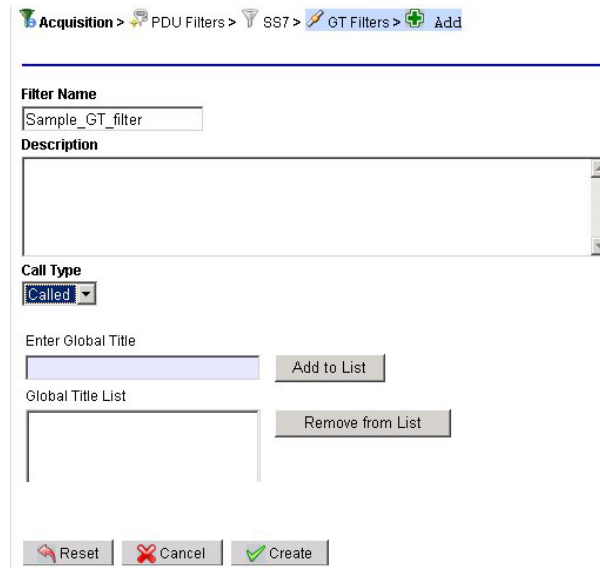 Acquisition > PDU Filters > SS7 > GT Filters > Add
Filter Name
Sample_GT_filter
Description
Call Type
Called
Enter Global Title
Add to List
Global Title List
Remove from List
Reset Cancel Create